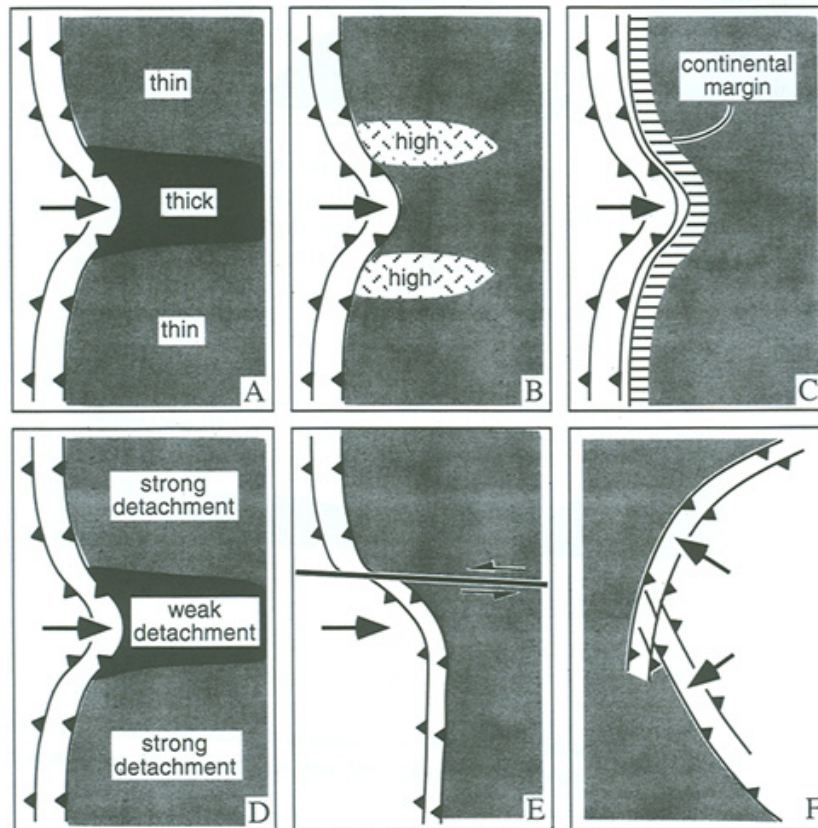 thin
thick
thin
A
high
high
B
continental
margin
C
strong
detachment
weak
detachment
strong
detachment
D
E
F